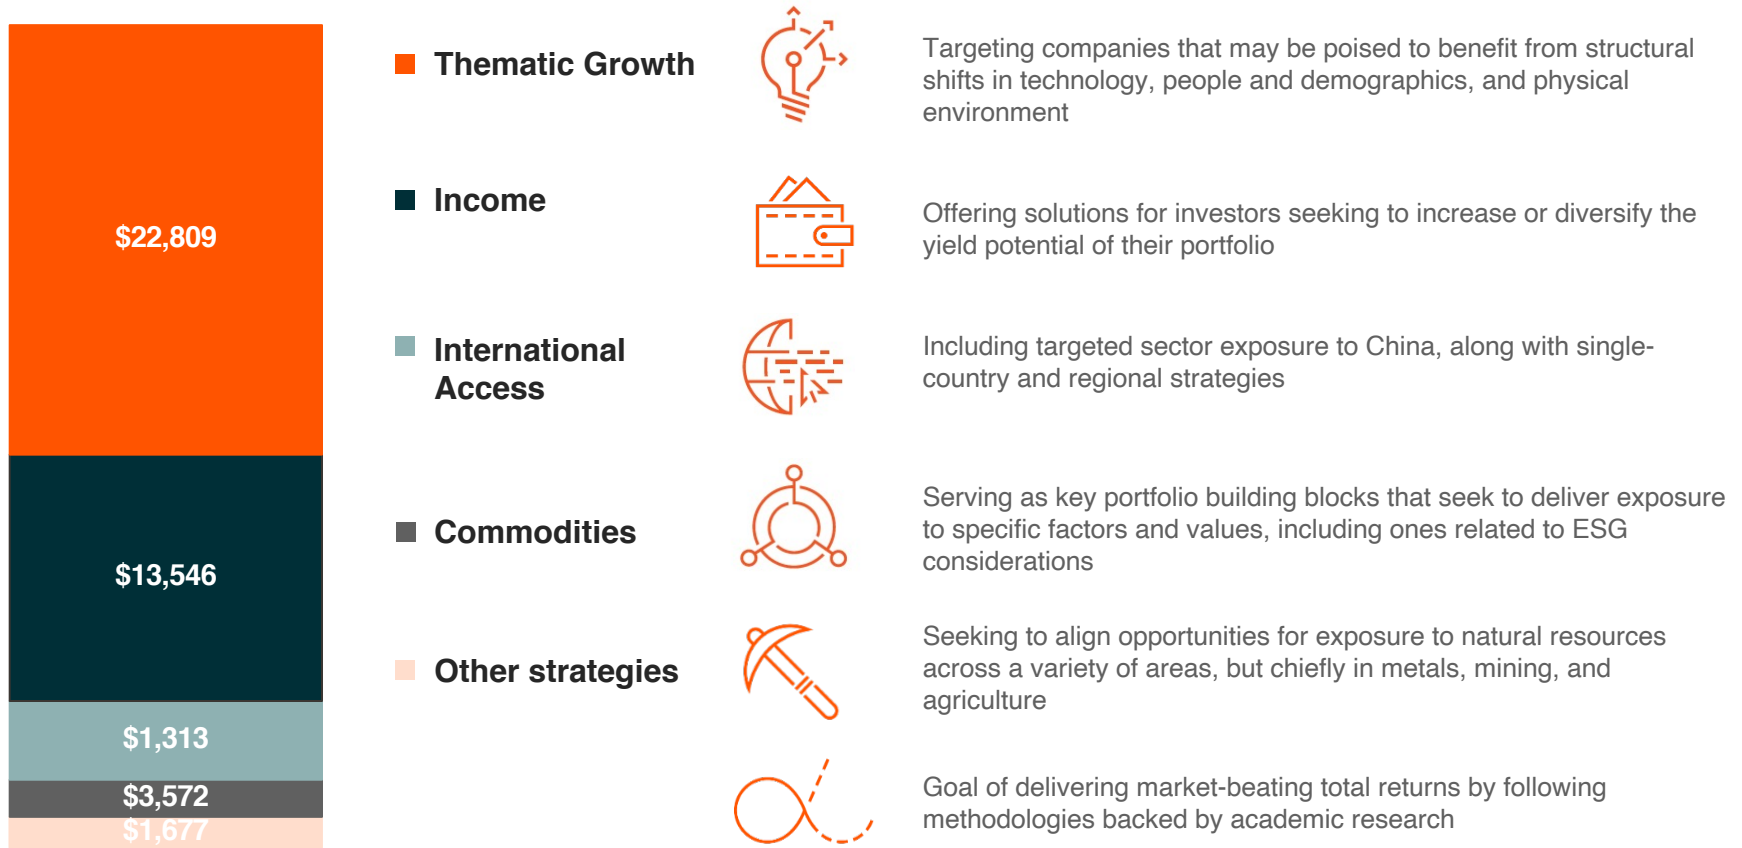 $22,809
$13,546
$1,313
$3,572
$1,677
Thematic Growth
Targeting companies that may be poised to benefit from structural
shifts in technology, people and demographics, and physical
environment
Income
Offering solutions for investors seeking to increase or diversify the
yield potential of their portfolio
International
Access
Including targeted sector exposure to China, along with single-
country and regional strategies
Commodities
Serving as key portfolio building blocks that seek to deliver exposure
to specific factors and values, including ones related to ESG
considerations
Other strategies
Seeking to align opportunities for exposure to natural resources
across a variety of areas, but chiefly in metals, mining, and
agriculture
Goal of delivering market-beating total returns by following
methodologies backed by academic research